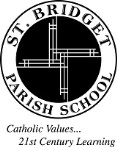 ST. BRIDGET
PARISH SCHOOL
Catholic Values...
21st Century Learning